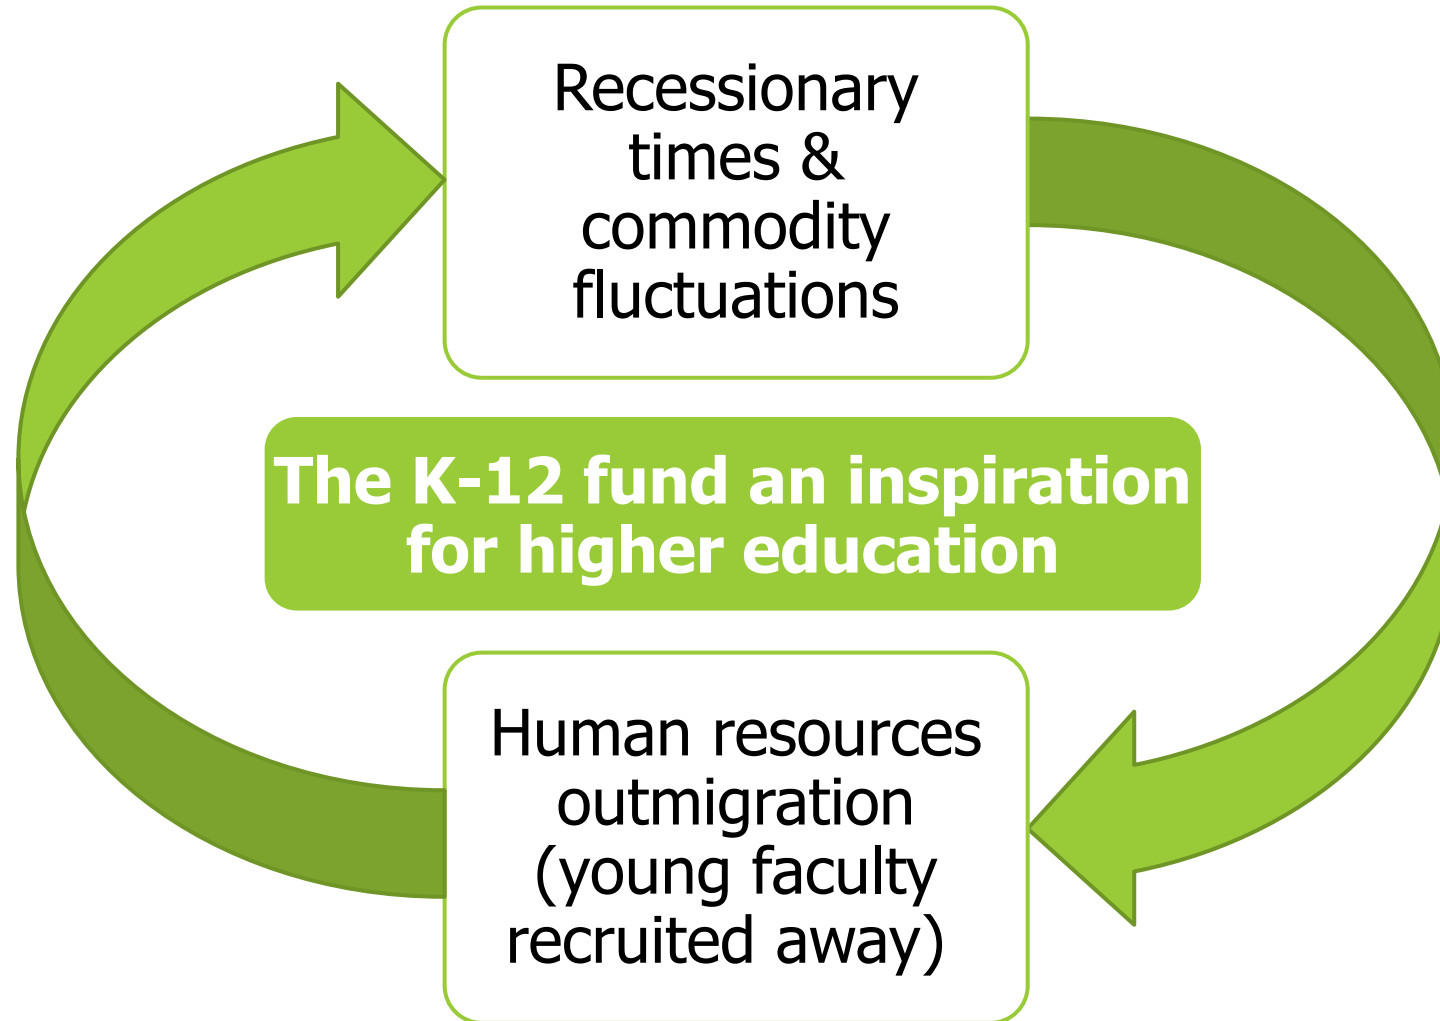 Recessionary
times &
commodity
fluctuations
The K-12 fund an inspiration
for higher education
Human resources
outmigration
(young faculty
recruited away)